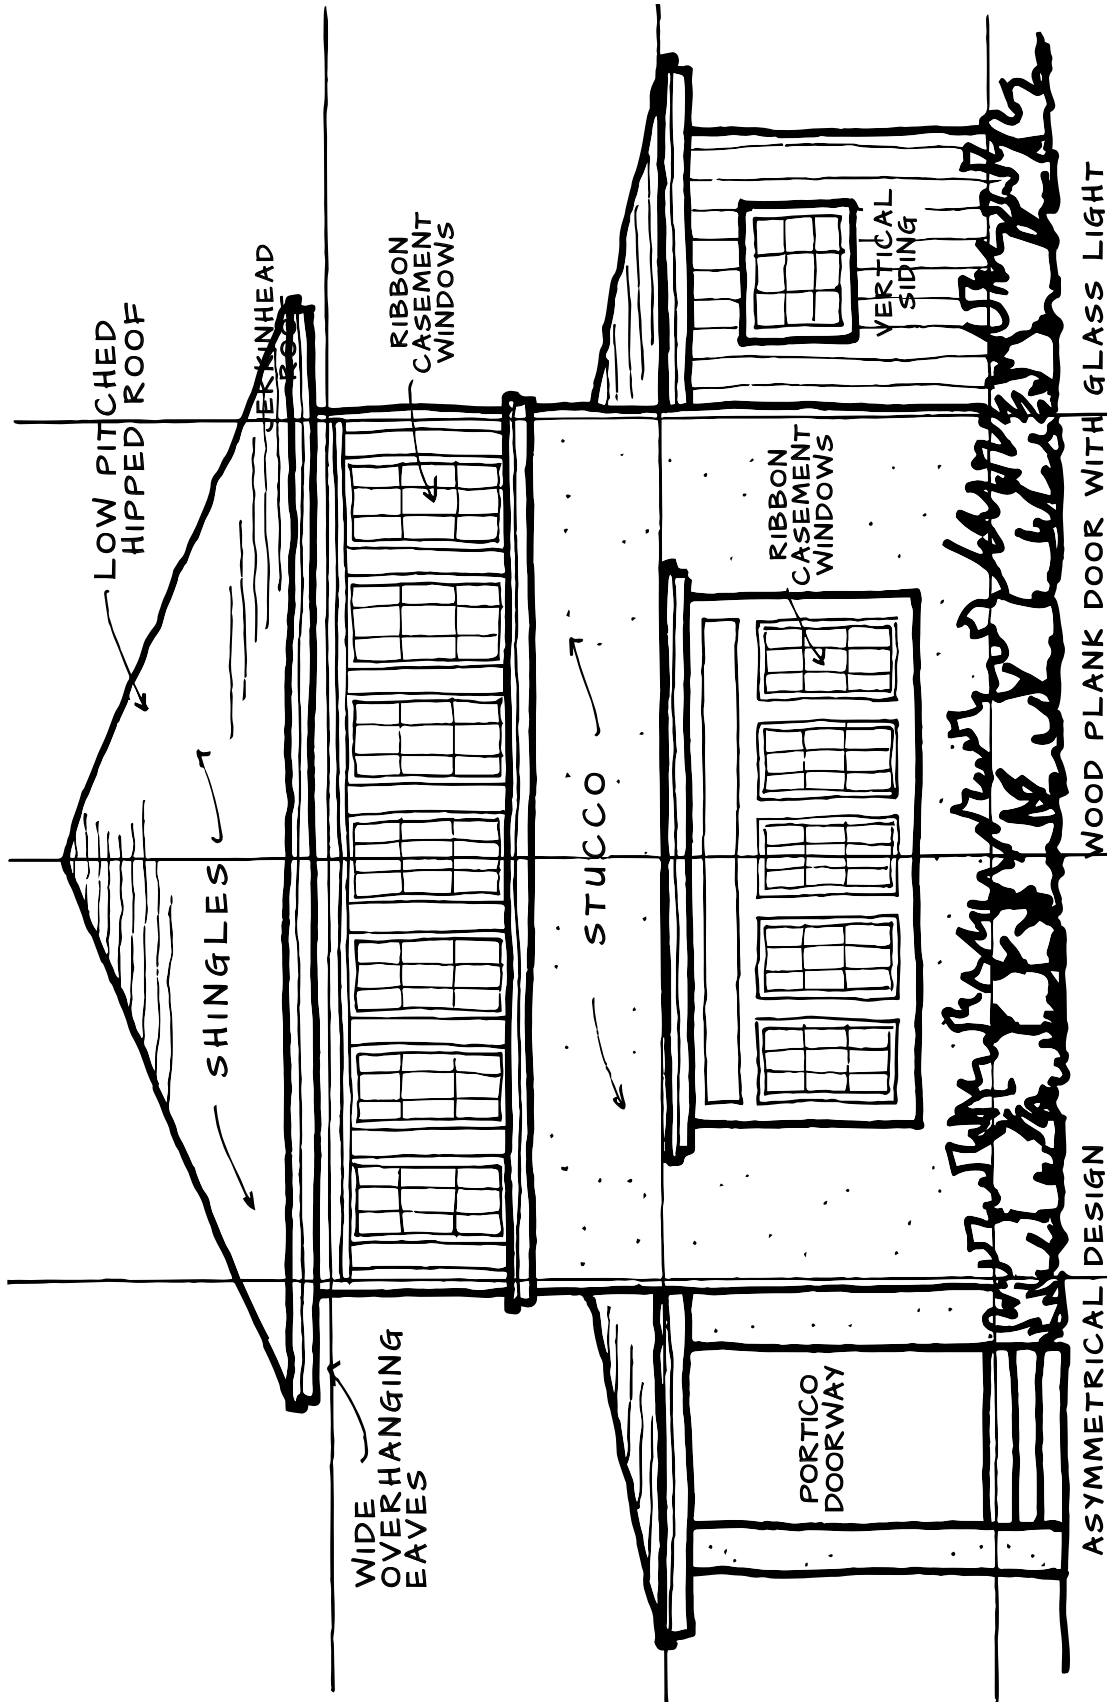 LOW PITCHED
HIPPED ROOF
JERKINHEAD
ROOF
SHINGLES
RIBBON
CASEMENT
WINDOWS
WIDE
OVERHANGING
EAVES
STUCCO
RIBBON
CASEMENT
WINDOWS
VERTICAL
SIDING
PORTICO
DOORWAY
ASYMMETRICAL DESIGN
WOOD PLANK DOOR WITH GLASS LIGHT